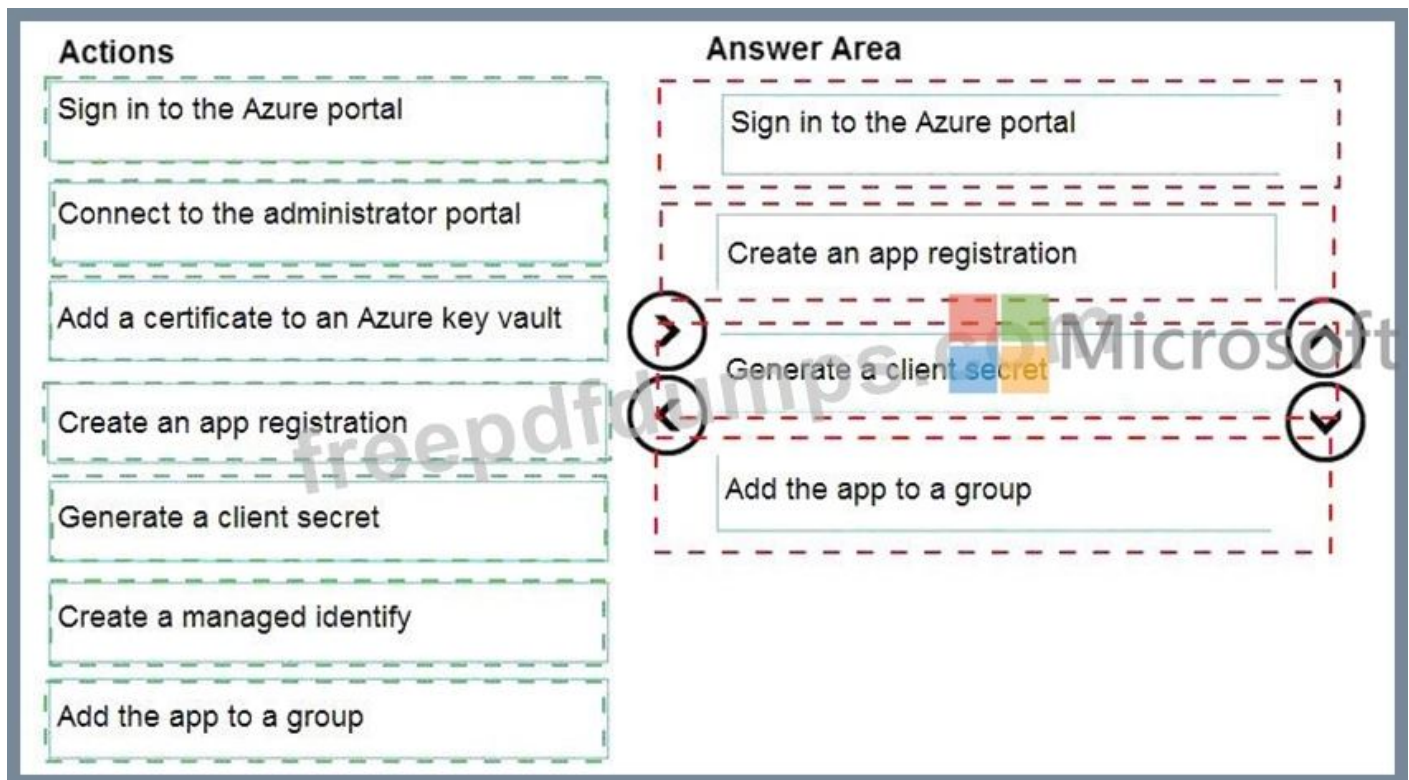 Actions
Sign in to the Azure portal
Connect to the administrator portal
Add a certificate to an Azure key vault
Create an app registration
Generate a client secret
Create a managed identify
Add the app to a group
Answer Area
Sign in to the Azure portal
Create an app registration
Generate a client secret
Add the app to a group
freepdfdumps.com
Microsoft